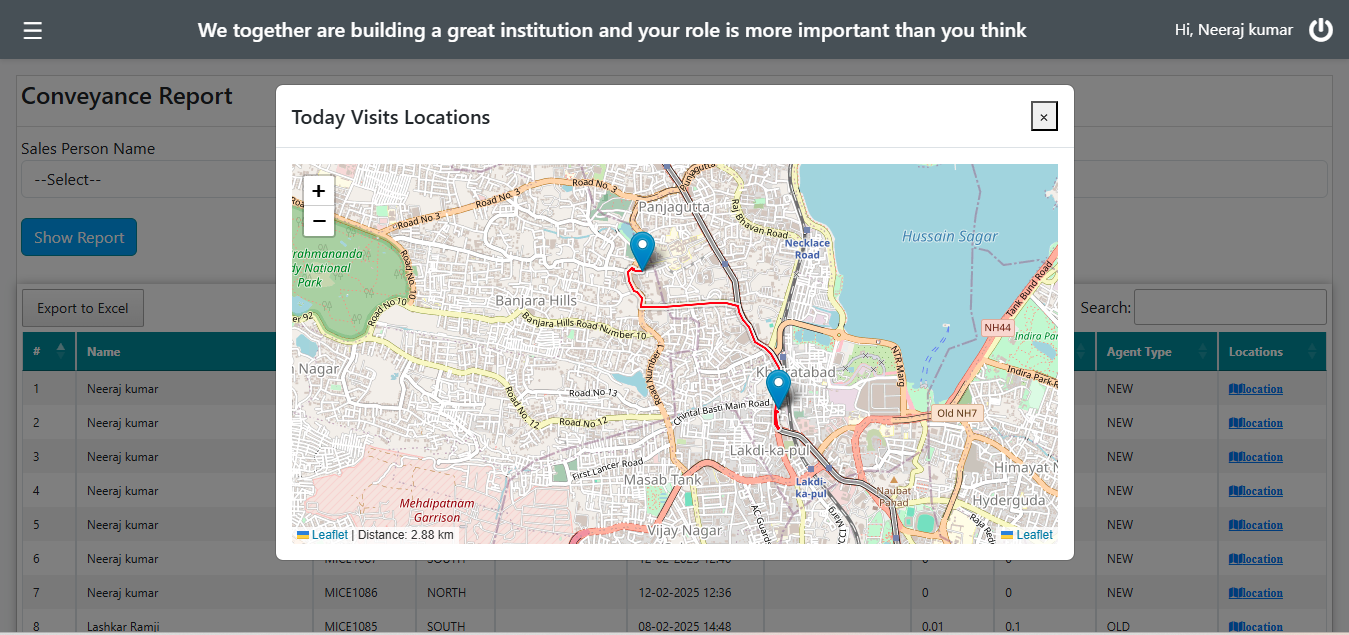 ☰ We together are building a great institution and your role is more important than you think Hi, Neeraj kumar
Conveyance Report
Sales Person Name
--Select--
Show Report
Export to Excel
Search:
# Name Agent Type Locations
1 Neeraj kumar NEW location
2 Neeraj kumar NEW location
3 Neeraj kumar NEW location
4 Neeraj kumar NEW location
5 Neeraj kumar NEW location
6 Neeraj kumar MICE1087 SOUTH 12-02-2025 12:40 NEW location
7 Neeraj kumar MICE1086 NORTH 12-02-2025 12:36 0 0 NEW location
8 Lashkar Ramji MICE1085 SOUTH 08-02-2025 14:48 0.01 0.1 OLD location
Today Visits Locations
×
+
−
Road No. 3
Road No. 3
Road No.3
Panjagutta
Panjagutta
Raj Bhavan Road
Necklace
Road
Hussain Sagar
Tank Bund Road
rahmananda
dy National
Park
Road No. 10
Road No 10
er 92
Banjara Hills
Banjara Hills Road Number 10
NH44
Indira Par
Indira Park R
NTR Marg
n Nagar
Khairatabad
Road Number 1
Road No.13
Road No. 12
Road No. 12
Chintal Basti Main Road
Old NH7
Lakdi-ka-pul
Lakdi-
ka-pul
First Lancer Road
Masab Tank
Himayat N
Hyderguda
Naubat
Pahad
Mehdipatnam
Garrison
AC Guards
Vijay Nagar
Leaflet | Distance: 2.88 km
Leaflet